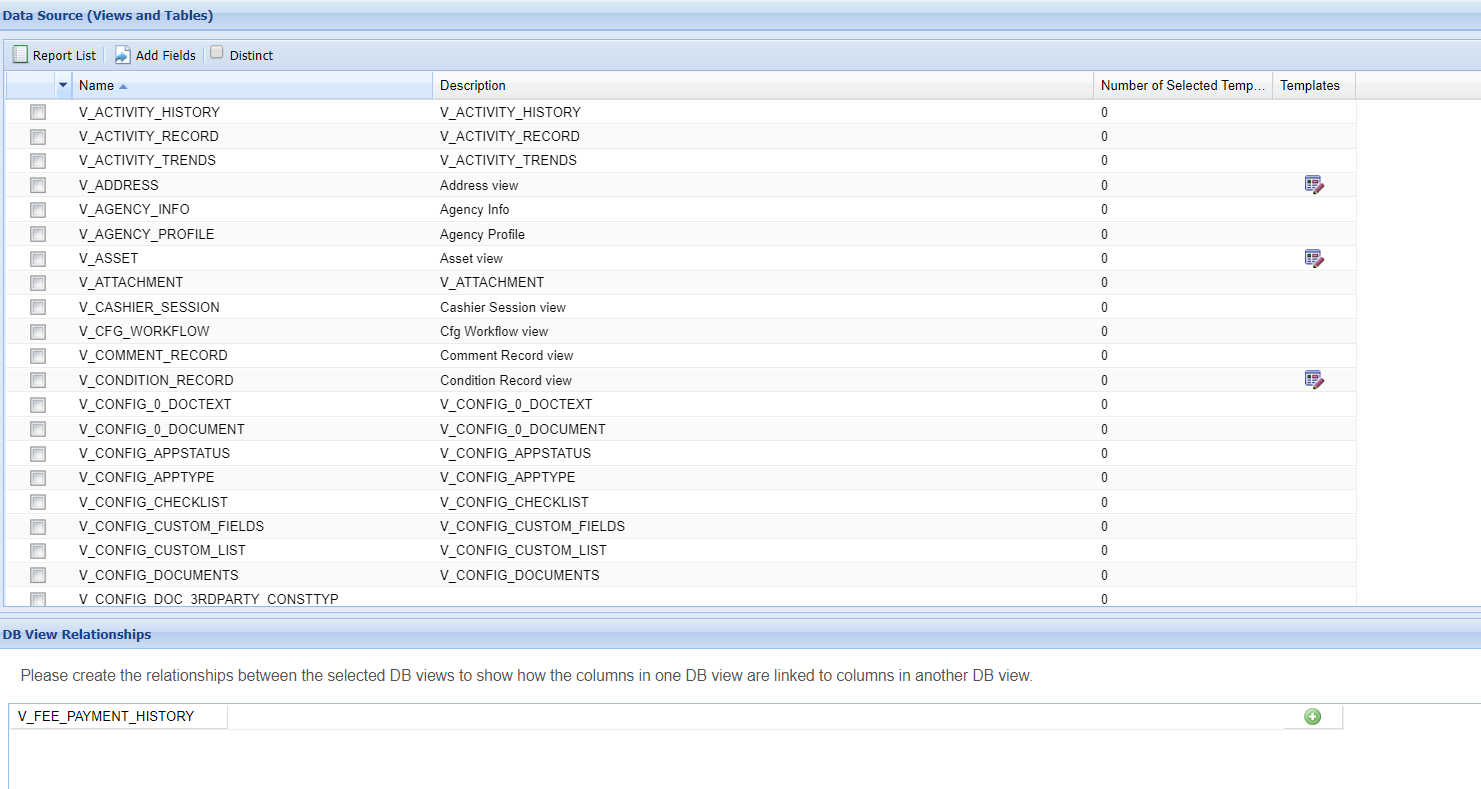 Data Source (Views and Tables)
Report List Add Fields Distinct
Name Description Number of Selected Temp... Templates
V_ACTIVITY_HISTORY V_ACTIVITY_HISTORY 0
V_ACTIVITY_RECORD V_ACTIVITY_RECORD 0
V_ACTIVITY_TRENDS V_ACTIVITY_TRENDS 0
V_ADDRESS Address view 0
V_AGENCY_INFO Agency Info 0
V_AGENCY_PROFILE Agency Profile 0
V_ASSET Asset view 0
V_ATTACHMENT V_ATTACHMENT 0
V_CASHIER_SESSION Cashier Session view 0
V_CFG_WORKFLOW Cfg Workflow view 0
V_COMMENT_RECORD Comment Record view 0
V_CONDITION_RECORD Condition Record view 0
V_CONFIG_0_DOCTEXT V_CONFIG_0_DOCTEXT 0
V_CONFIG_0_DOCUMENT V_CONFIG_0_DOCUMENT 0
V_CONFIG_APPSTATUS V_CONFIG_APPSTATUS 0
V_CONFIG_APPTYPE V_CONFIG_APPTYPE 0
V_CONFIG_CHECKLIST V_CONFIG_CHECKLIST 0
V_CONFIG_CUSTOM_FIELDS V_CONFIG_CUSTOM_FIELDS 0
V_CONFIG_CUSTOM_LIST V_CONFIG_CUSTOM_LIST 0
V_CONFIG_DOCUMENTS V_CONFIG_DOCUMENTS 0
V_CONFIG_DOC_3RDPARTY_CONSTTYP 0
DB View Relationships
Please create the relationships between the selected DB views to show how the columns in one DB view are linked to columns in another DB view.
V_FEE_PAYMENT_HISTORY